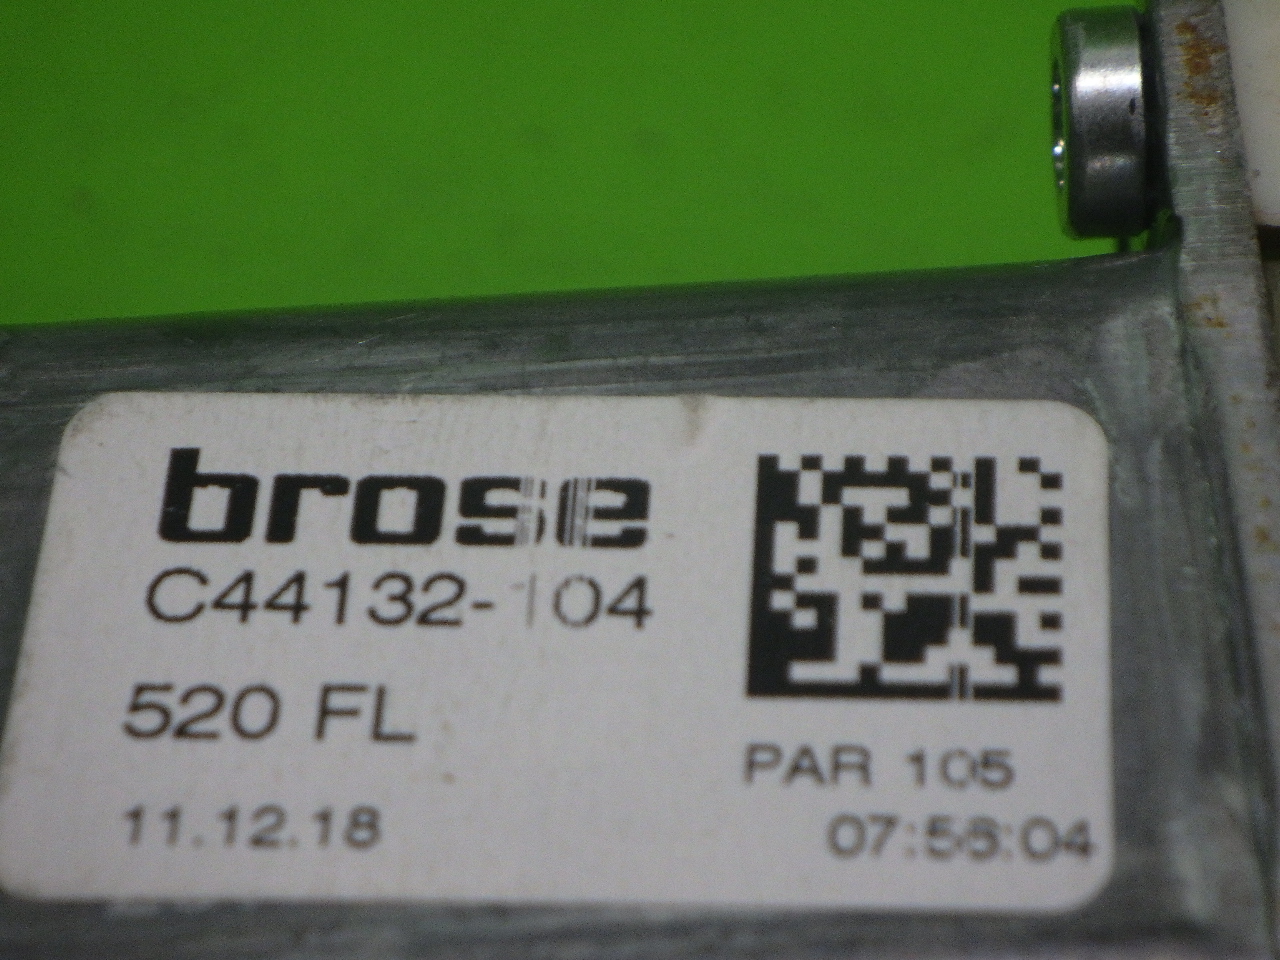 brose
C44132-104
520 FL
11.12.18
PAR 105
07:56:04